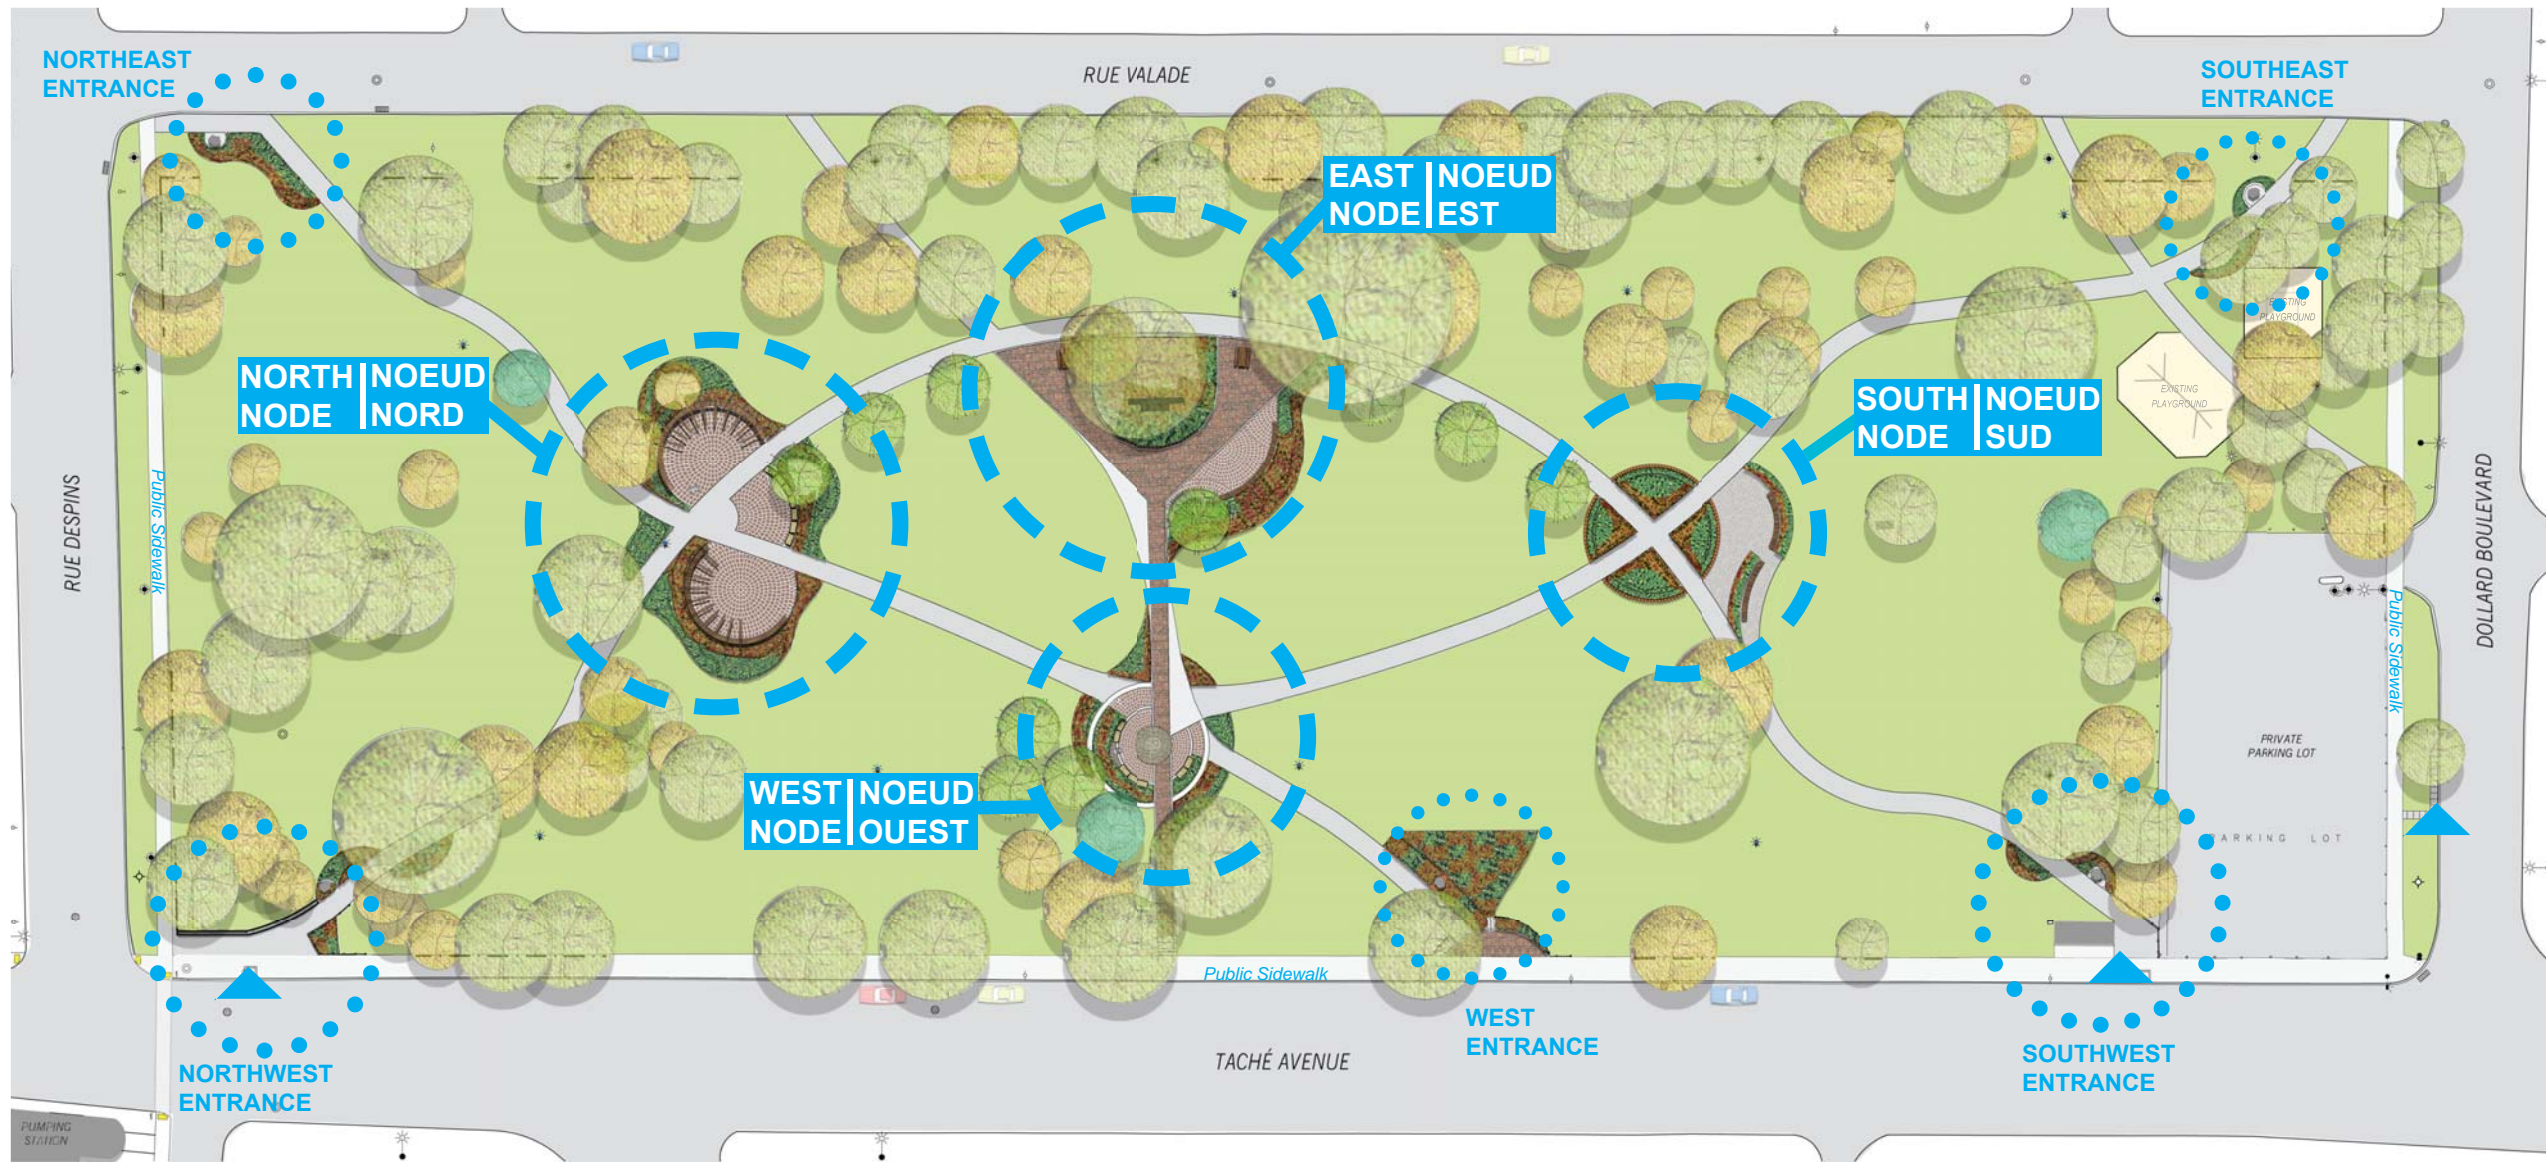 NORTHEAST
ENTRANCE
RUE VALADE
SOUTHEAST
ENTRANCE
EAST NODE | NOEUD EST
EXISTING
PLAYGROUND
NORTH NODE | NOEUD NORD
SOUTH NODE | NOEUD SUD
EXISTING
PLAYGROUND
RUE DESPINS
Public Sidewalk
DOLLARD BOULEVARD
Public Sidewalk
PRIVATE
PARKING LOT
WEST NODE | NOEUD OUEST
PARKING LOT
Public Sidewalk
WEST
ENTRANCE
TACHÉ AVENUE
SOUTHWEST
ENTRANCE
NORTHWEST
ENTRANCE
PUMPING
STATION